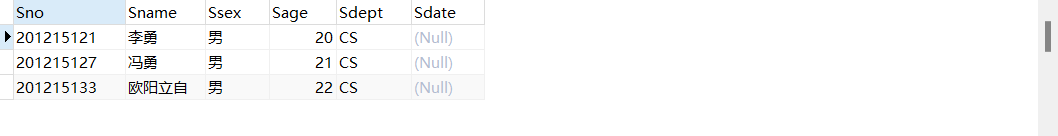 Sno Sname Ssex Sage Sdept Sdate
201215121 李勇 男 20 CS (Null)
201215127 冯勇 男 21 CS (Null)
201215133 欧阳立自 男 22 CS (Null)